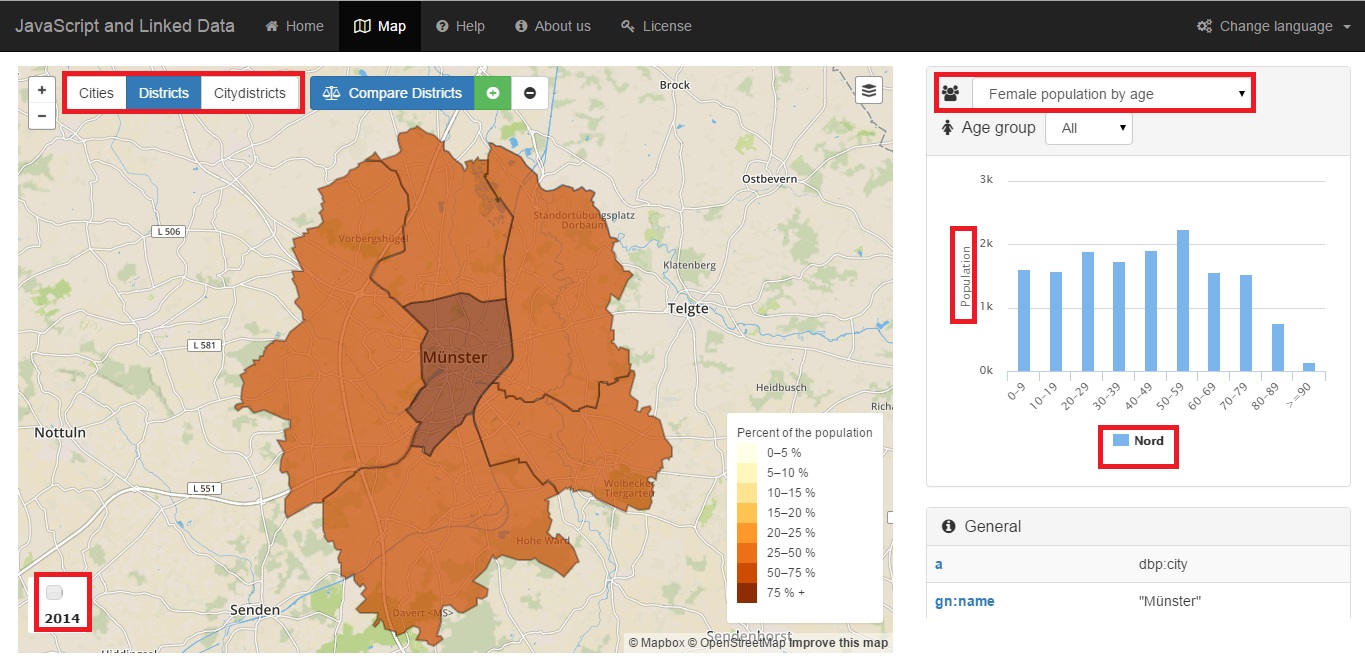 JavaScript and Linked Data Home Map Help About us License Change language
+
−
Cities Districts Citydistricts Compare Districts
Brock
Ostbevern
Standortübungsplatz
Dorbaum
Vorbergshügel
L 506
Klatenberg
Telgte
L 581
Münster
Heidbusch
Nottuln
L 551
Wolbecker
Tiergarten
Hohe Ward
Davert <MS>
Senden
Sendenhorst
2014
Percent of the population
0–5 %
5–10 %
10–15 %
15–20 %
20–25 %
25–50 %
50–75 %
75 % +
© Mapbox © OpenStreetMap Improve this map
Female population by age
Age group All
3k
2k
1k
0k
Population
0–9 10–19 20–29 30–39 40–49 50–59 60–69 70–79 80–89 >=90
Nord
General
a dbp:city
gn:name "Münster"